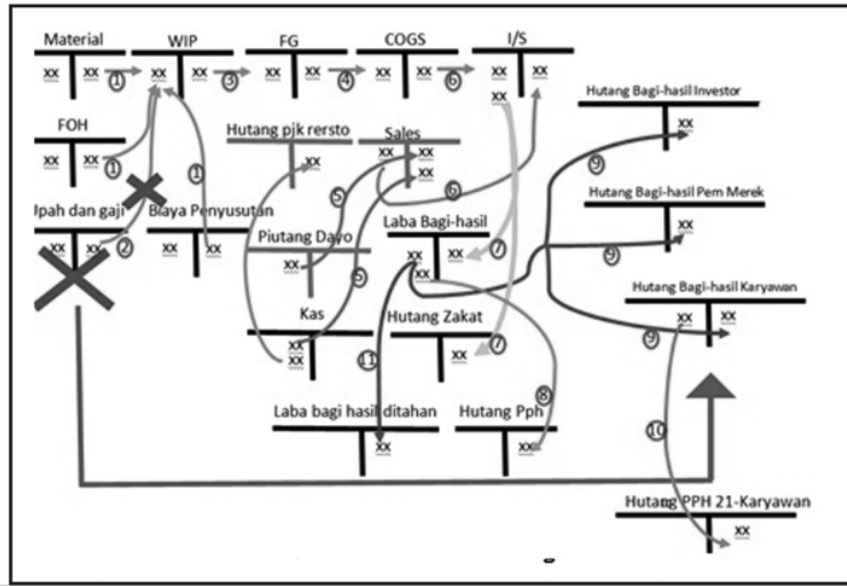 Material WIP FG COGS I/S
xx xx ① xx xx ③ xx xx ④ xx xx ⑥ xx xx
xx
Hutang Bagi-hasil Investor
xx
FOH Hutang pjk rersto Sales
xx xx ① xx xx xx
xx
① ⑤ ⑥ ⑨
Hutang Bagi-hasil Pem Merek
xx
Upah dan gaji Biaya Penyusutan
xx xx ② xx xx
Piutang Dayo Laba Bagi-hasil
xx xx xx ⑦
xx ⑨
⑤
Hutang Bagi-hasil Karyawan
xx xx
⑨
Kas Hutang Zakat
xx xx ⑦
xx
⑪ ⑧
Laba bagi hasil ditahan Hutang Pph
xx xx
⑩
Hutang PPH 21-Karyawan
xx